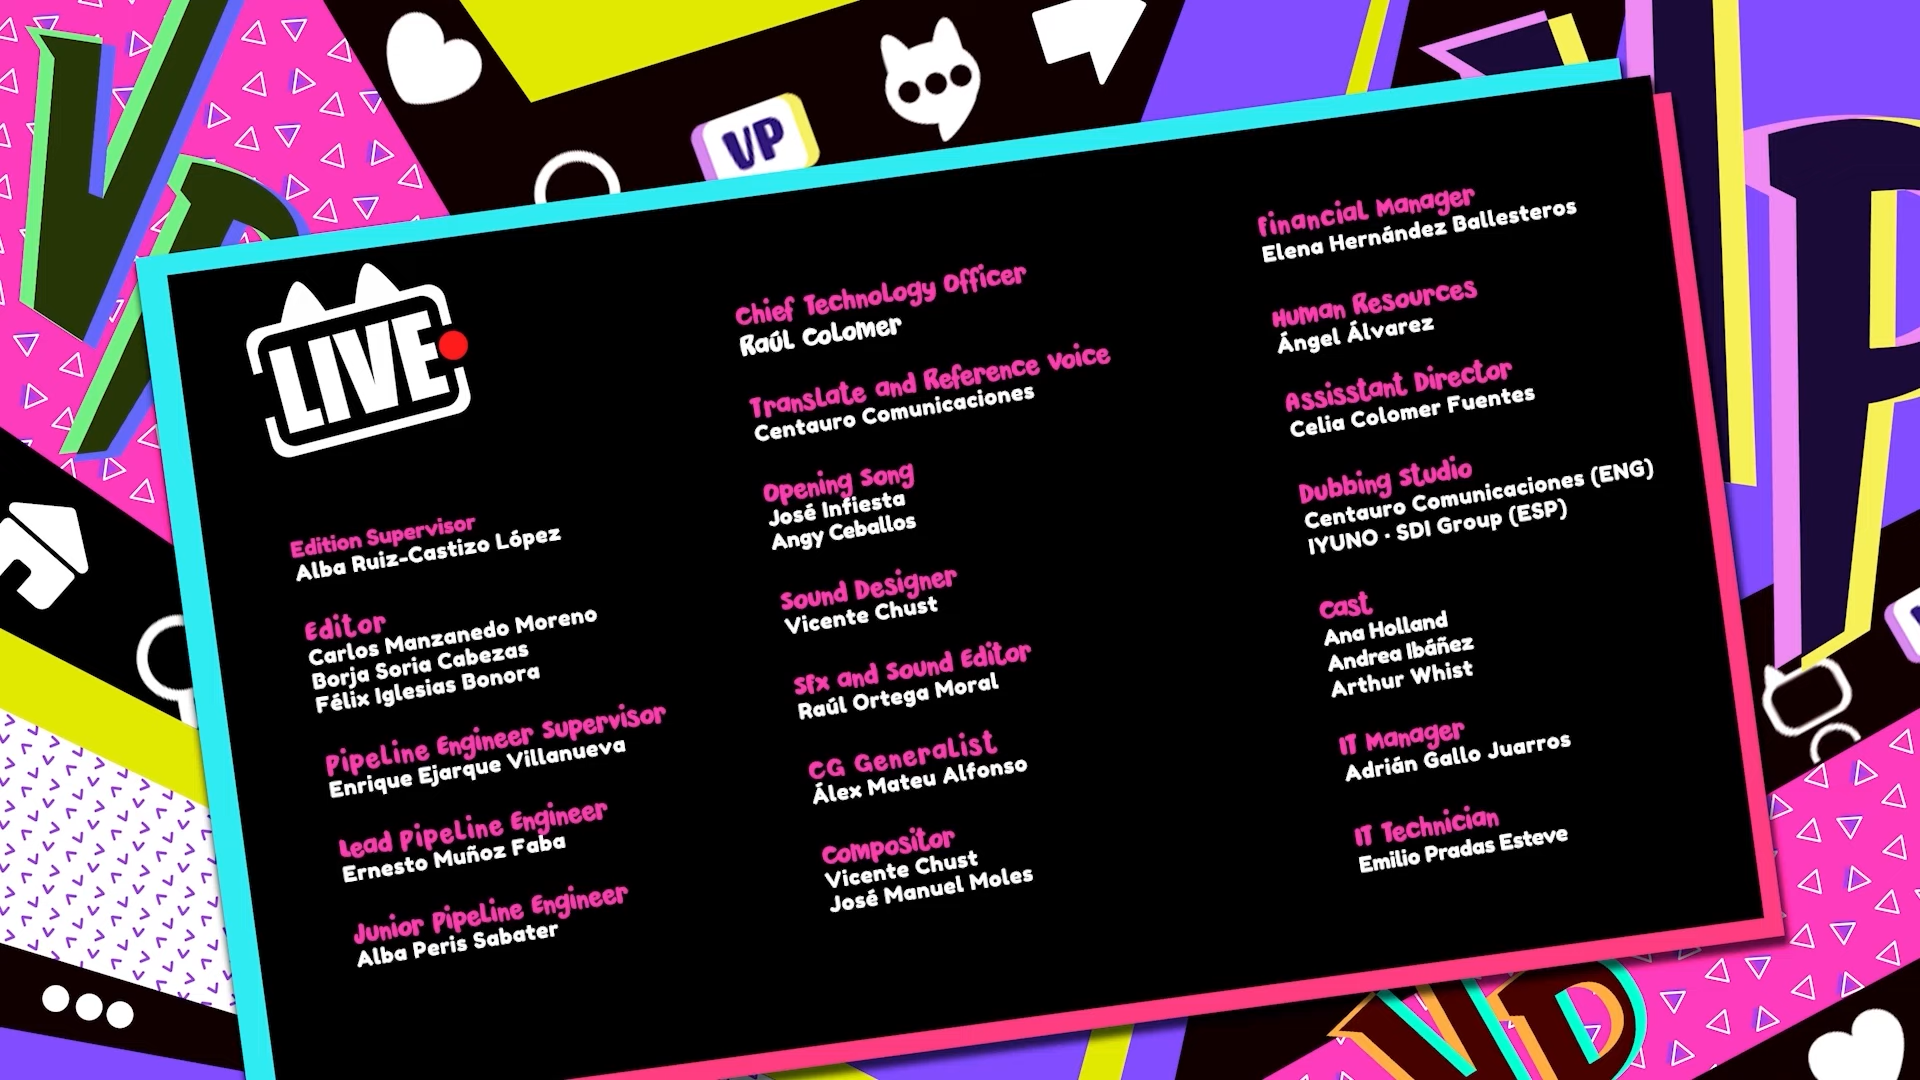 VP
VP
LIVE
Edition Supervisor
Alba Ruiz-Castizo López
Editor
Carlos Manzanedo Moreno
Borja Soria Cabezas
Félix Iglesias Bonora
Pipeline Engineer Supervisor
Enrique Ejarque Villanueva
Lead Pipeline Engineer
Ernesto Muñoz Faba
Junior Pipeline Engineer
Alba Peris Sabater
Chief Technology Officer
Raúl Colomer
Translate and Reference Voice
Centauro Comunicaciones
Opening Song
José Infiesta
Angy Ceballos
Sound Designer
Vicente Chust
Sfx and Sound Editor
Raúl Ortega Moral
CG Generalist
Álex Mateu Alfonso
Compositor
Vicente Chust
José Manuel Moles
Financial Manager
Elena Hernández Ballesteros
Human Resources
Ángel Álvarez
Assisstant Director
Celia Colomer Fuentes
Dubbing Studio
Centauro Comunicaciones (ENG)
IYUNO - SDI Group (ESP)
Cast
Ana Holland
Andrea Ibáñez
Arthur Whist
IT Manager
Adrián Gallo Juarros
IT Technician
Emilio Pradas Esteve
VP
VP